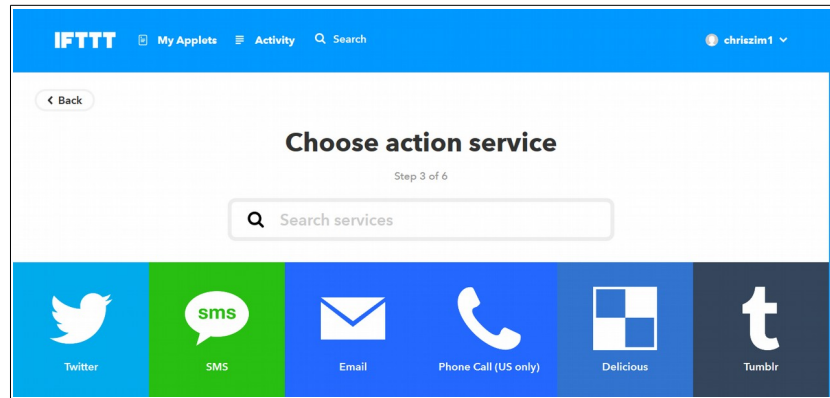 IFTTT My Applets Activity Search chriszim1
Back
Choose action service
Step 3 of 6
Search services
sms
Twitter SMS Email Phone Call (US only) Delicious Tumblr